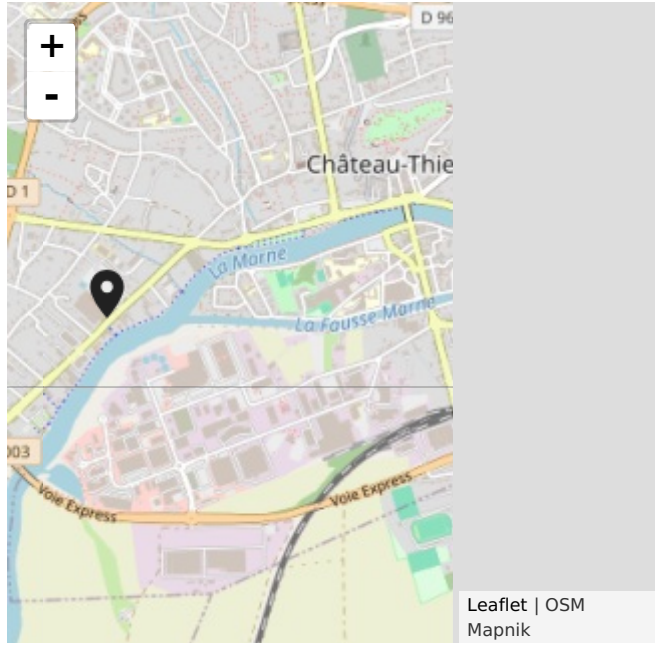 +
D 96
-
Château-Thie
D 1
La Marne
La Fausse Marne
003
Voie Express
Voie Express
Leaflet | OSM
Mapnik